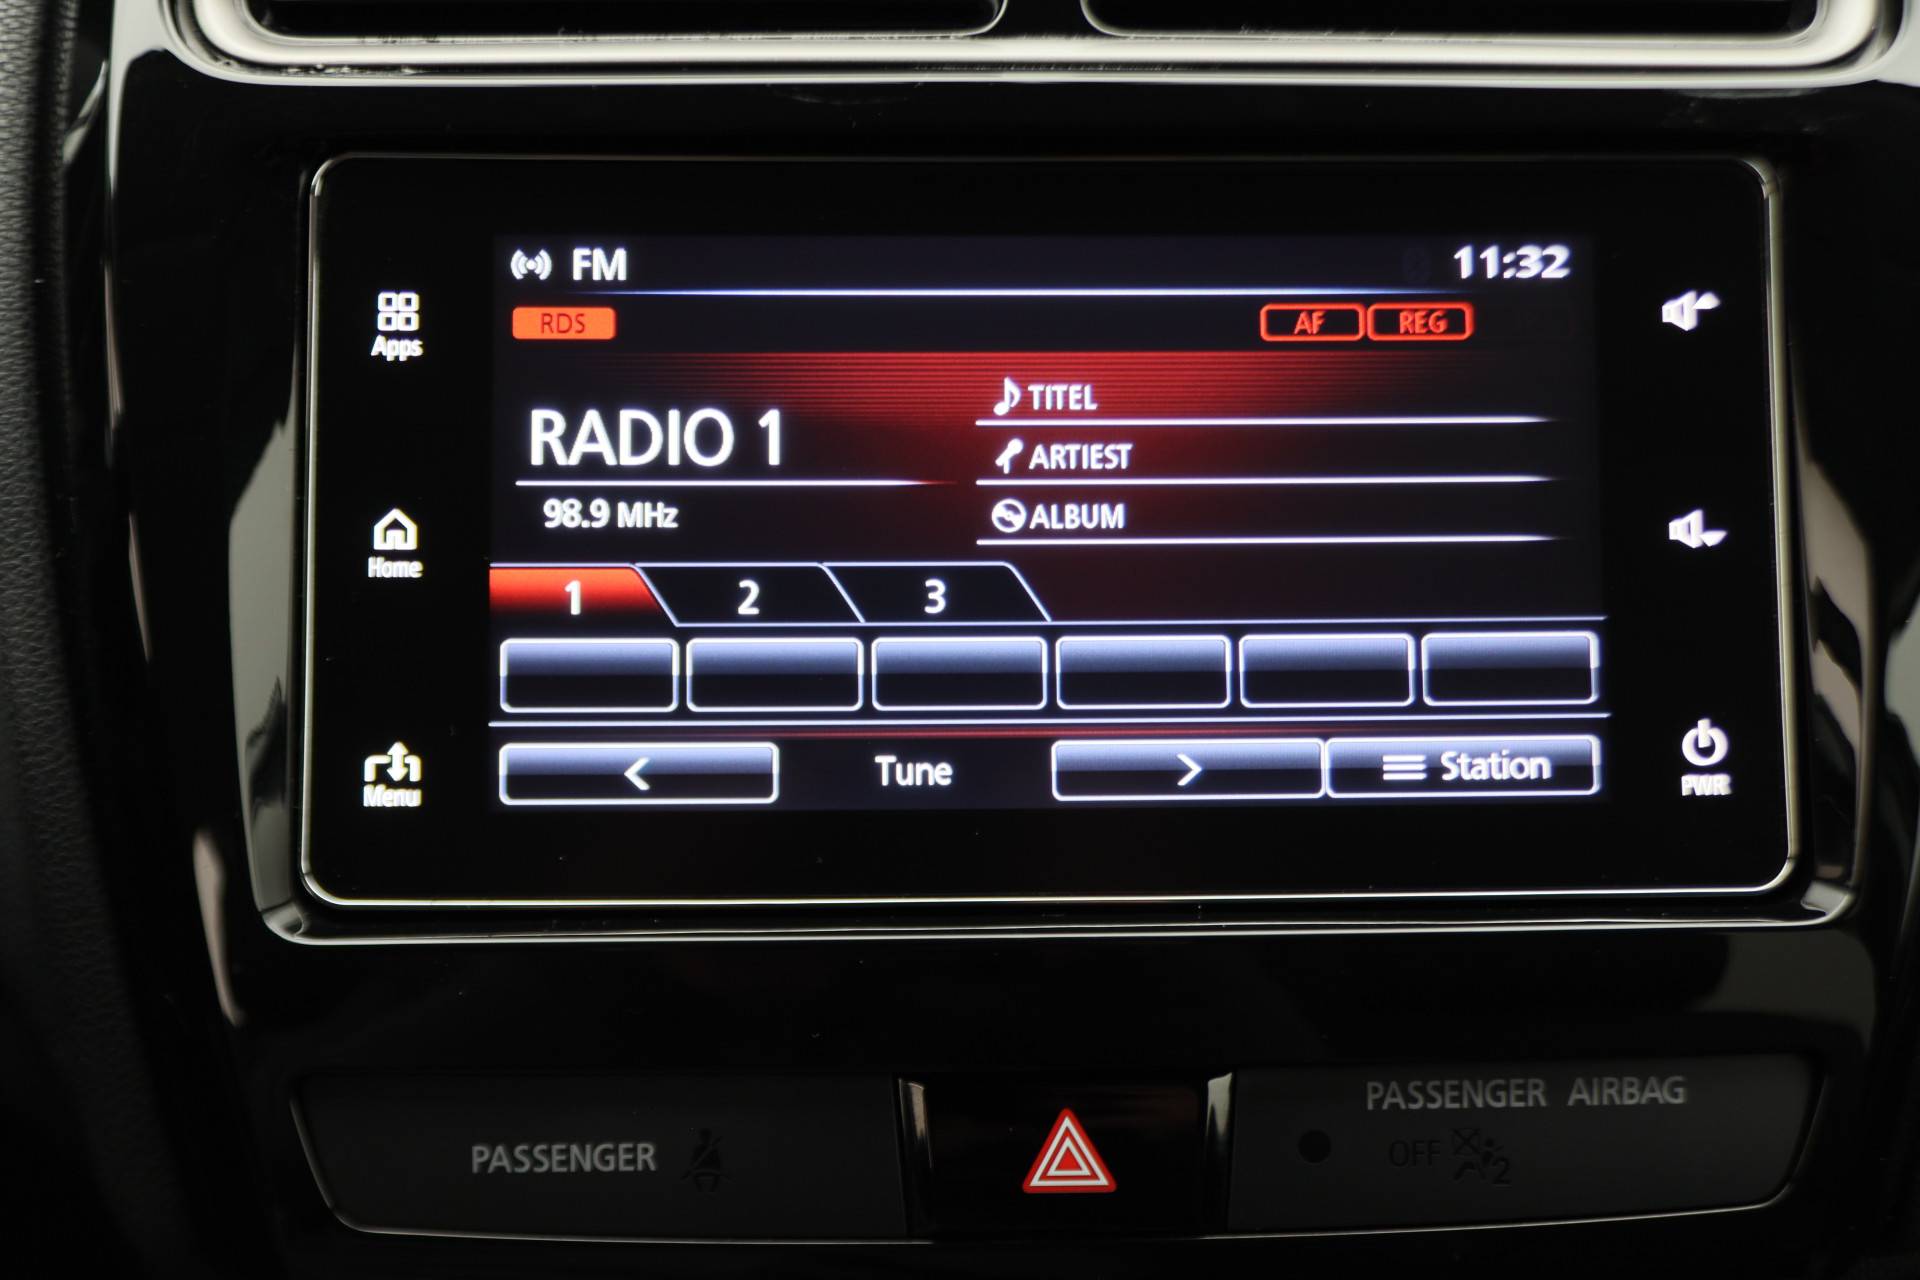 FM 11:32
RDS AF REG
Apps
TITEL
RADIO 1
ARTIEST
98.9 MHz
ALBUM
Home
1 2 3
< Tune > Station
Menu
PWR
PASSENGER AIRBAG
PASSENGER
OFF 2